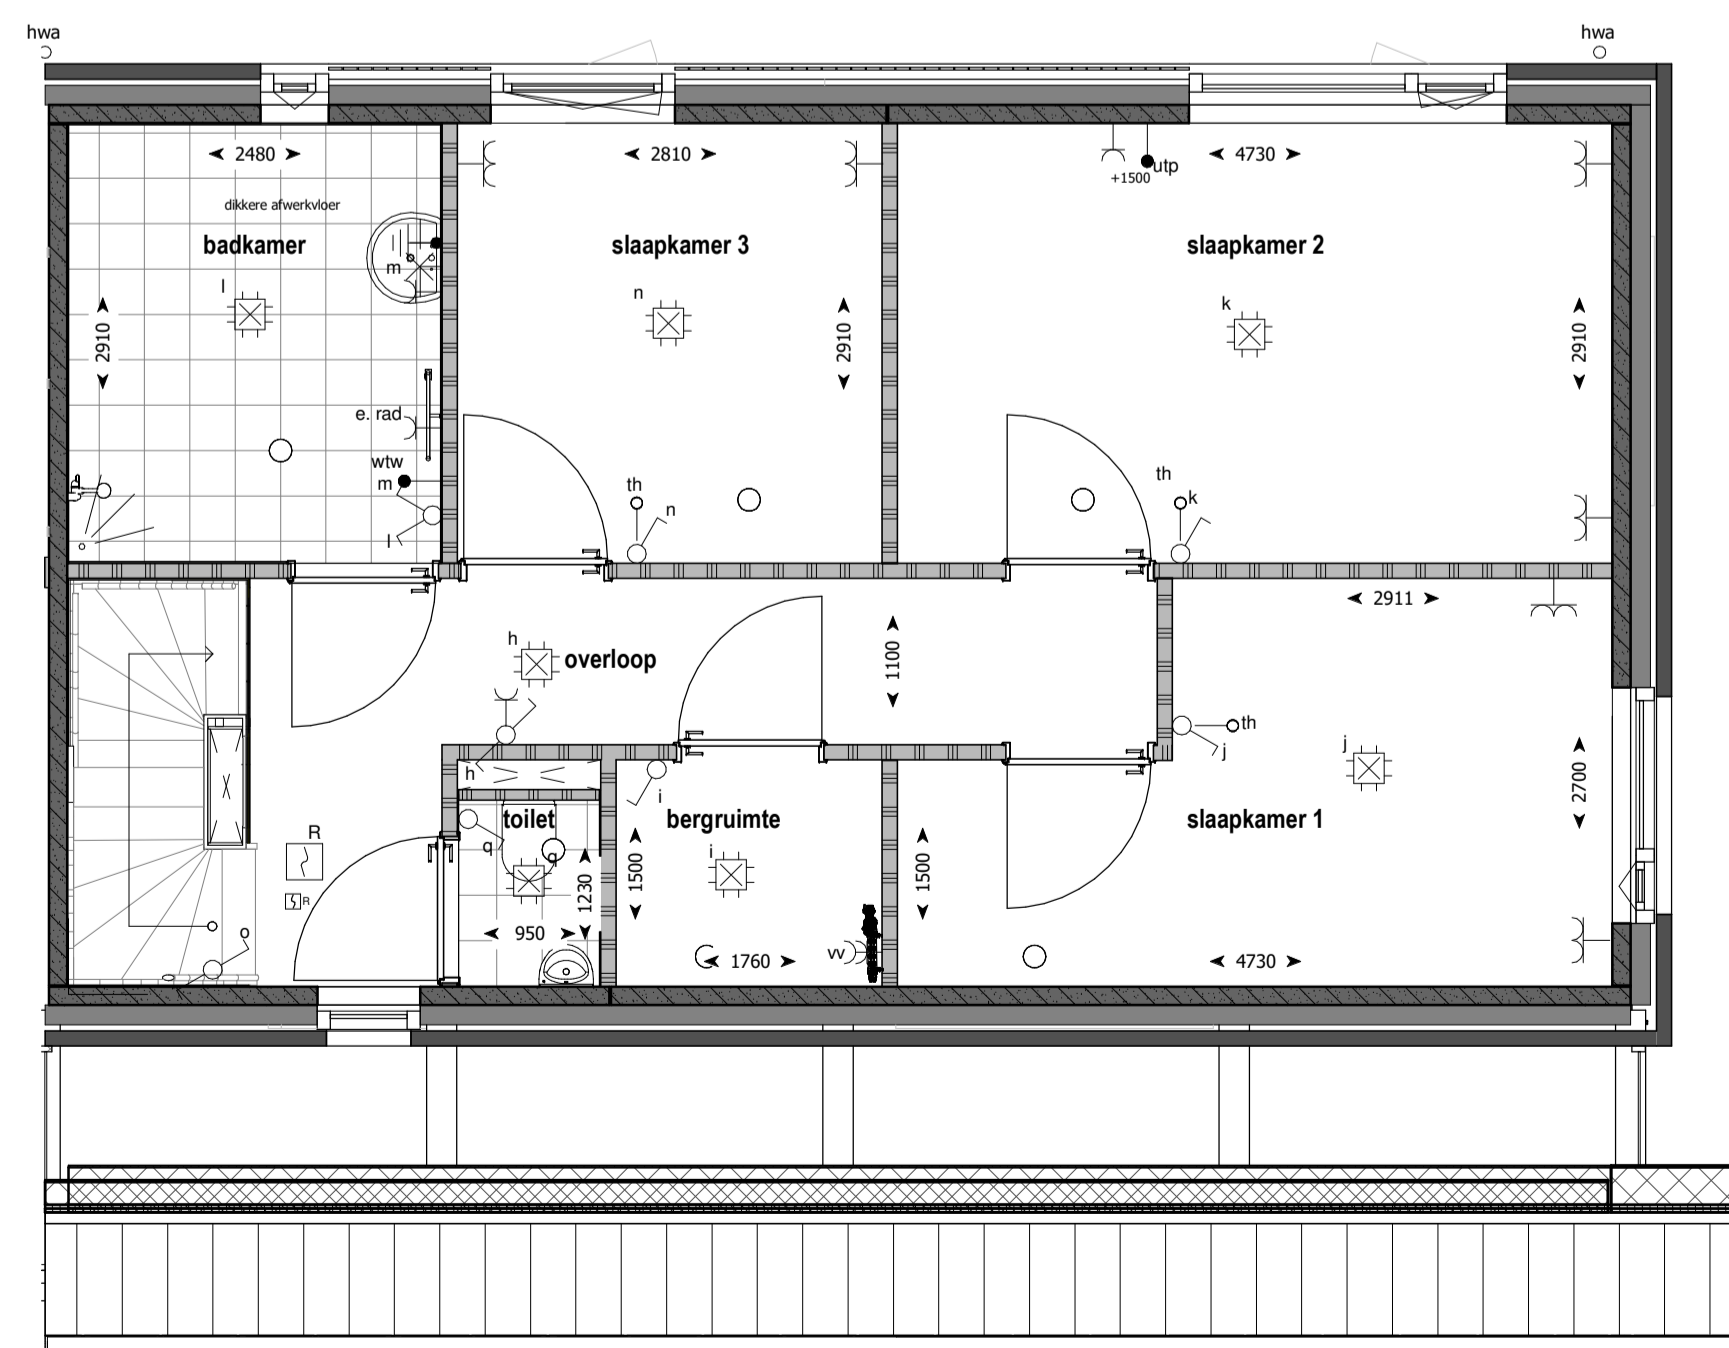 hwa
hwa
2480
2810
4730
utp
+1500
dikkere afwerkvloer
badkamer
slaapkamer 3
slaapkamer 2
m
l
n
k
2910
2910
2910
e. rad
wtw
m
l
th
n
th
k
2911
h
overloop
1100
th
j
j
h
2700
i
toilet
bergruimte
slaapkamer 1
R
q
q
i
1500
1230
1500
R
o
950
vv
1760
4730